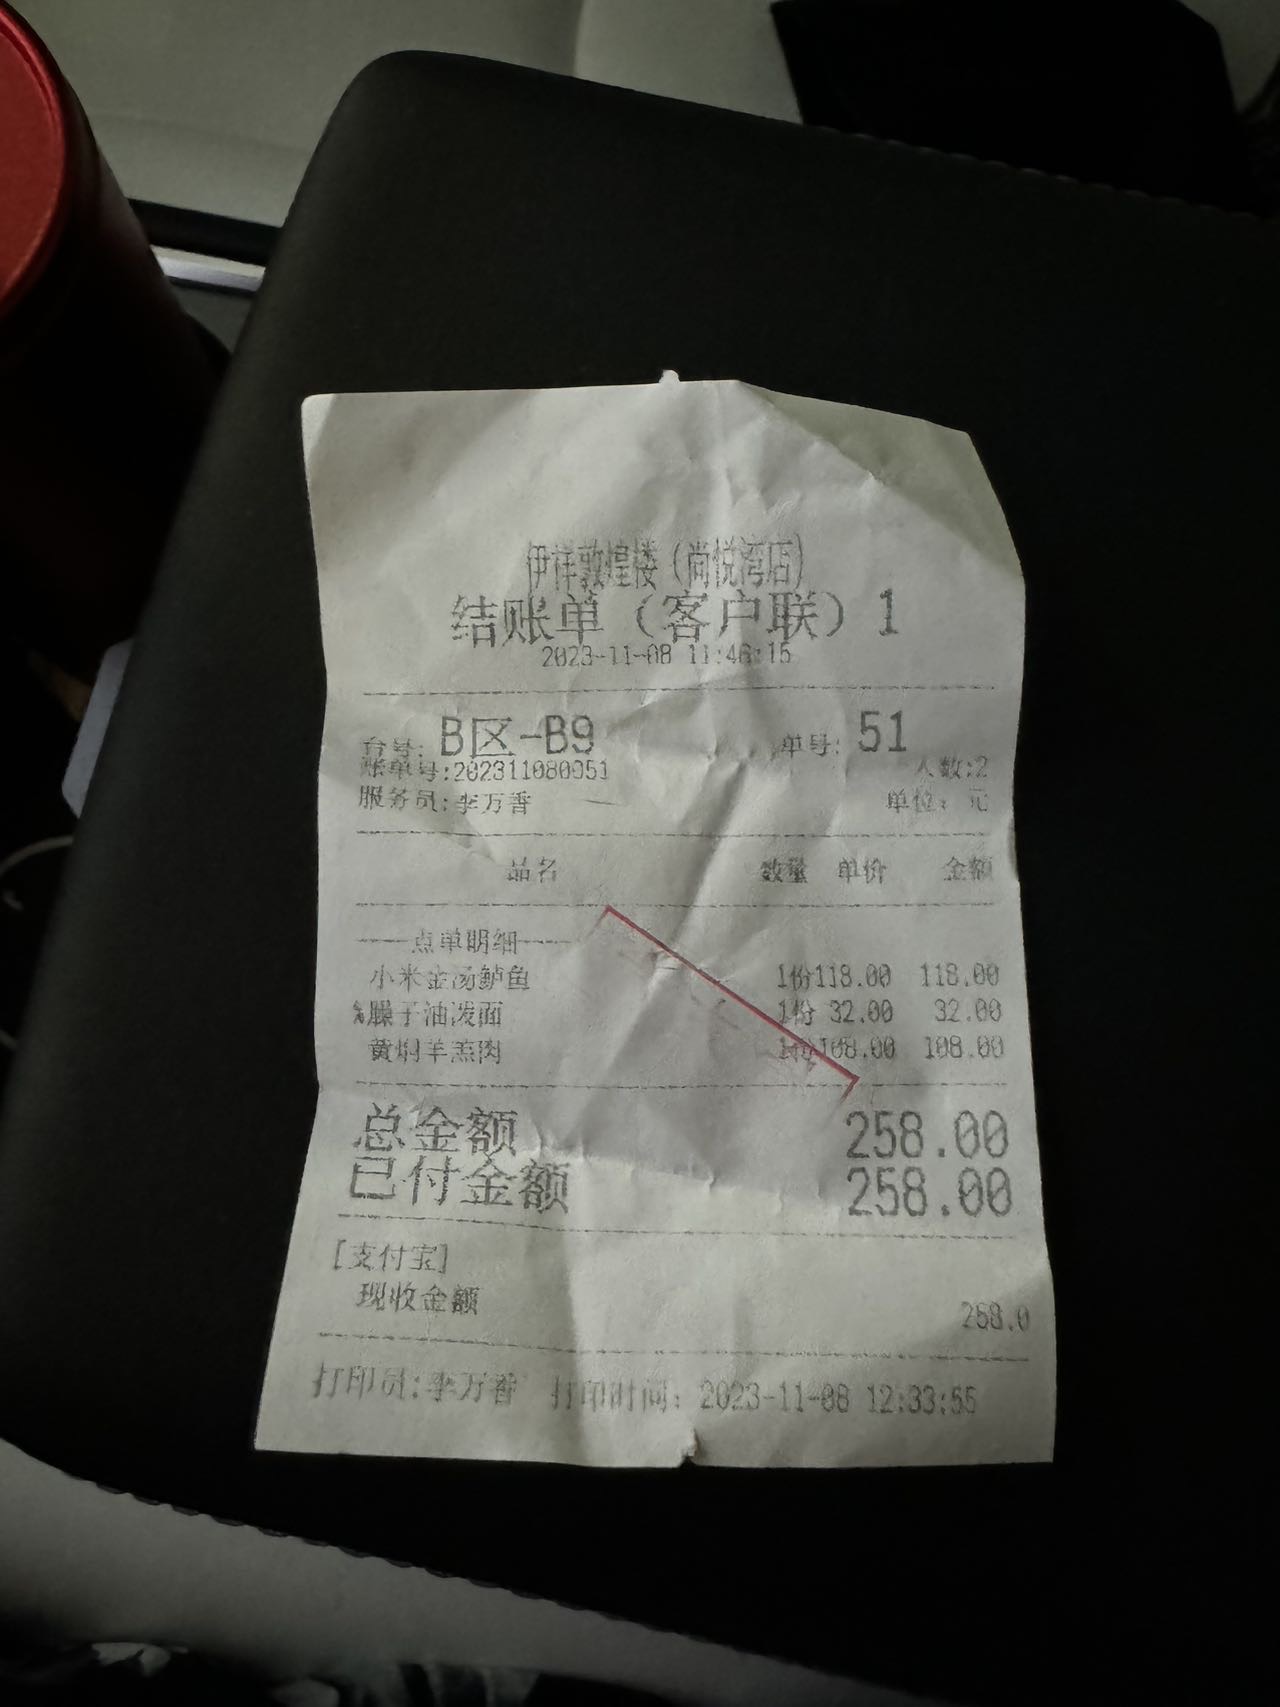 伊祥敦煌楼（尚悦湾店）
结账单（客户联）1
2023-11-08 11:46:15
台号: B区-B9 单号: 51
账单号:202311080051 人数:2
服务员:李万香 单位: 元
品名 数量 单价 金额
点单明细
小米金汤鲈鱼 1份118.00 118.00
臊子油泼面 1份 32.00 32.00
黄焖羊羔肉 1份108.00 108.00
总金额 258.00
已付金额 258.00
[支付宝]
现收金额 258.0
打印员:李万香 打印时间: 2023-11-08 12:33:55